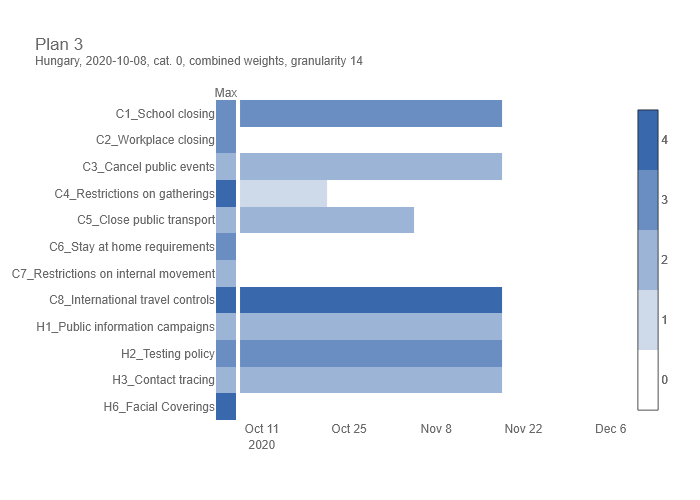 Plan 3
Hungary, 2020-10-08, cat. 0, combined weights, granularity 14
Max
C1_School closing
C2_Workplace closing
C3_Cancel public events
C4_Restrictions on gatherings
C5_Close public transport
C6_Stay at home requirements
C7_Restrictions on internal movement
C8_International travel controls
H1_Public information campaigns
H2_Testing policy
H3_Contact tracing
H6_Facial Coverings
Oct 11 Oct 25 Nov 8 Nov 22 Dec 6
2020
4
3
2
1
0